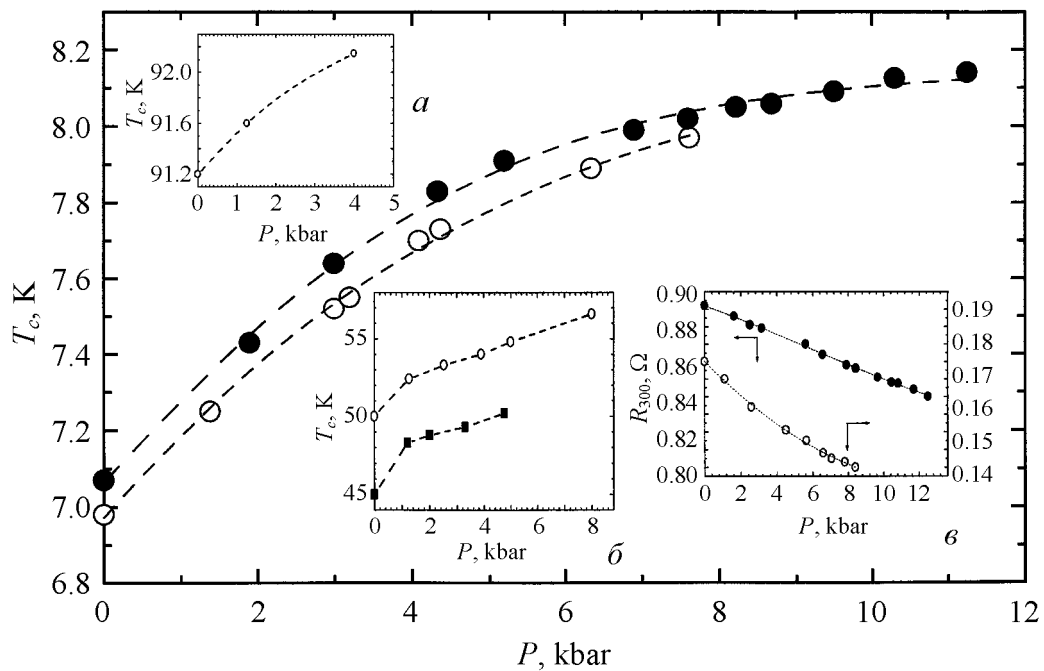 8.2
8.0
7.8
7.6
7.4
7.2
7.0
6.8
T_c, K
0 2 4 6 8 10 12
P, kbar
92.0
91.6
91.2
T_c, K
0 1 2 3 4 5
P, kbar
а
55
50
45
T_c, K
0 2 4 6 8
P, kbar
б
0.90
0.88
0.86
0.84
0.82
0.80
R_300, Ω
0.19
0.18
0.17
0.16
0.15
0.14
0 2 4 6 8 10 12
P, kbar
в